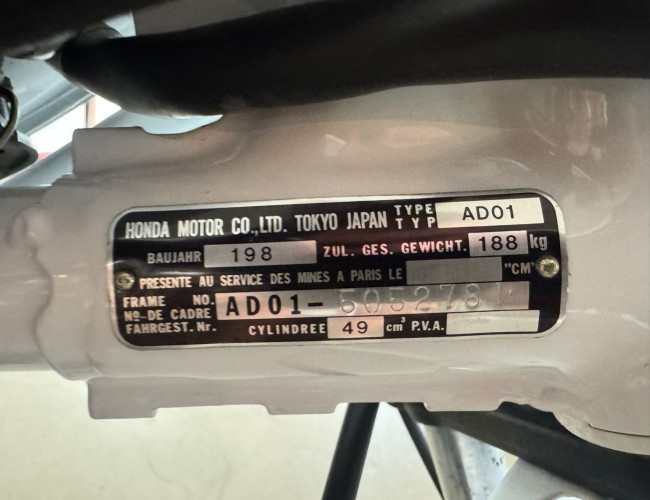 HONDA MOTOR CO.,LTD. TOKYO JAPAN TYPE TYP AD01
BAUJAHR 198 ZUL. GES. GEWICHT. 188 kg
PRESENTE AU SERVICE DES MINES A PARIS LE "CM"
FRAME NO.
Nº-DE CADRE AD01-5052781
FAHRGEST. Nr.
CYLINDREE 49 cm³ P.V.A.